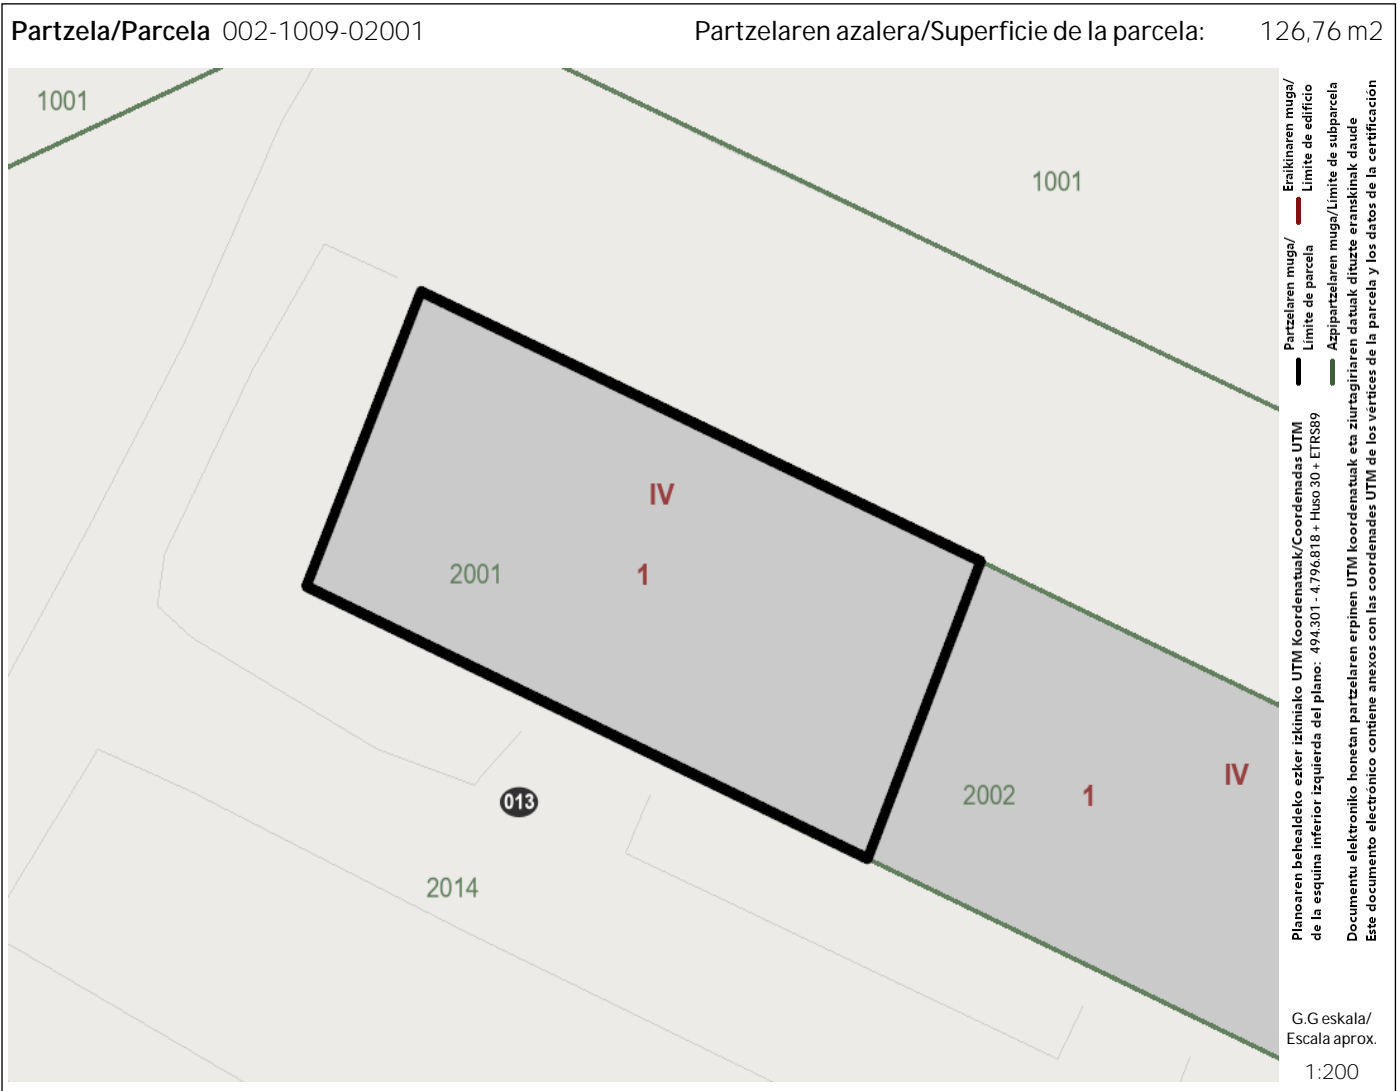 Partzela/Parcela 002-1009-02001
Partzelaren azalera/Superficie de la parcela: 126,76 m2
1001
1001
IV
2001
1
IV
2002
1
013
2014
Eraikinaren muga/
Límite de edificio
Partzelaren muga/
Límite de parcela
Azpipartzelaren muga/Límite de subparcela
Planoaren behealdeko ezker izkiniako UTM Koordenatuak/Coordenadas UTM
de la esquina inferior izquierda del plano: 494.301 - 4.796.818 + Huso 30 + ETRS89
Documentu elektroniko honetan partzelaren erpinen UTM koordenatuak eta ziurtagiriaren datuak dituzte eranskinak daude
Este documento electrónico contiene anexos con las coordenades UTM de los vértices de la parcela y los datos de la certificación
G.G eskala/
Escala aprox.
1:200